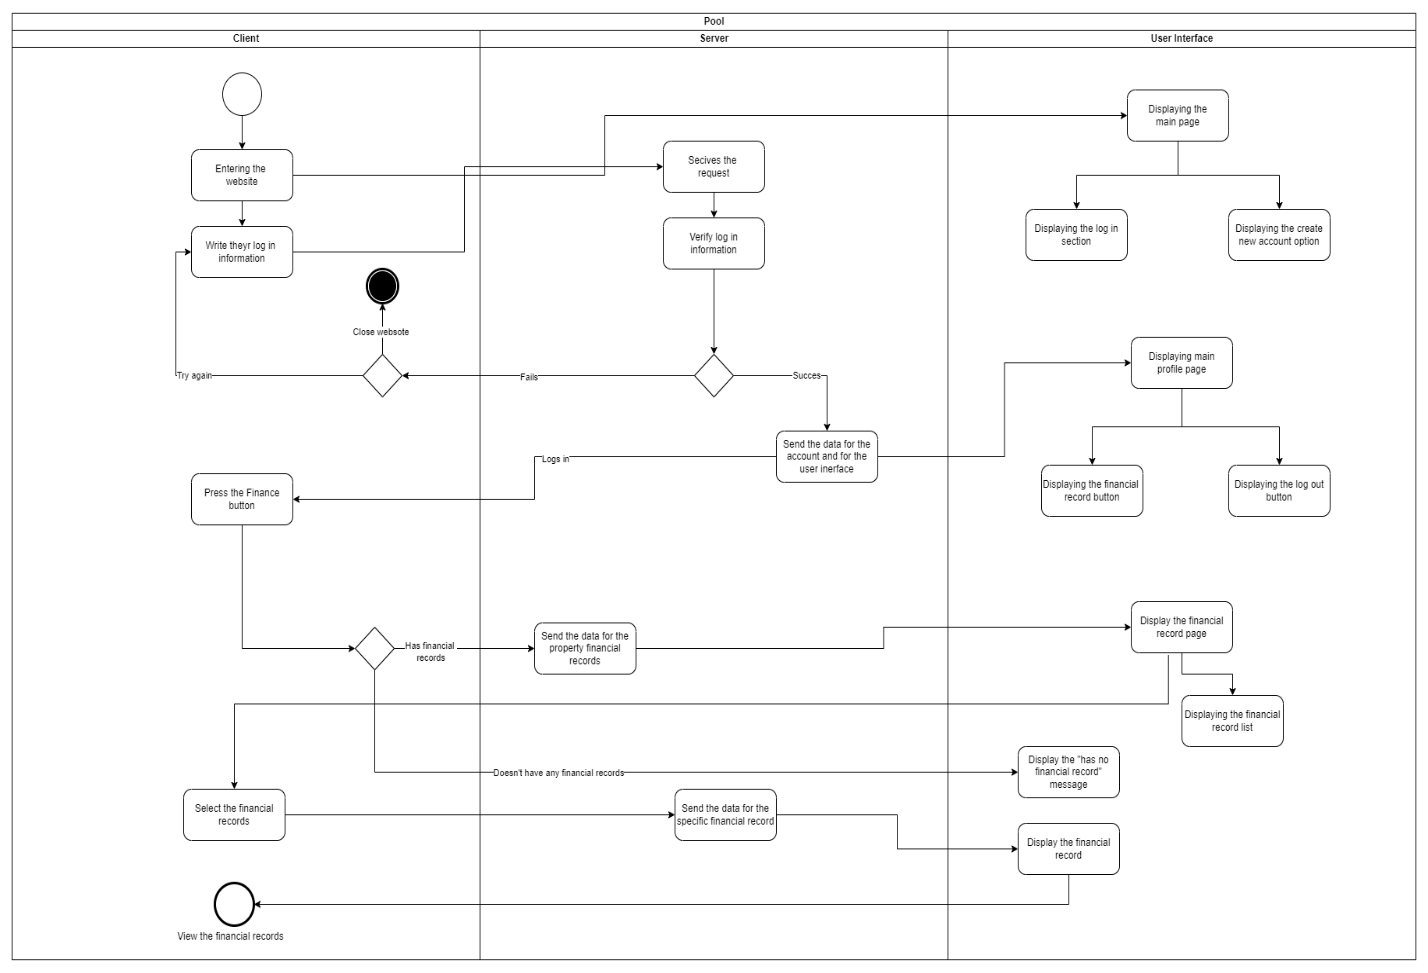 Pool
Client
Server
User Interface
Displaying the
main page
Entering the
website
Secives the
request
Write theyr log in
information
Verify log in
information
Displaying the log in
section
Displaying the create
new account option
Close websote
Try again
Fails
Succes
Displaying main
profile page
Send the data for the
account and for the
user inerface
Logs in
Press the Finance
button
Displaying the financial
record button
Displaying the log out
button
Has financial
records
Send the data for the
property financial
records
Display the financial
record page
Displaying the financial
record list
Doesn't have any financial records
Display the "has no
financial record"
message
Select the financial
records
Send the data for the
specific financial record
Display the financial
record
View the financial records